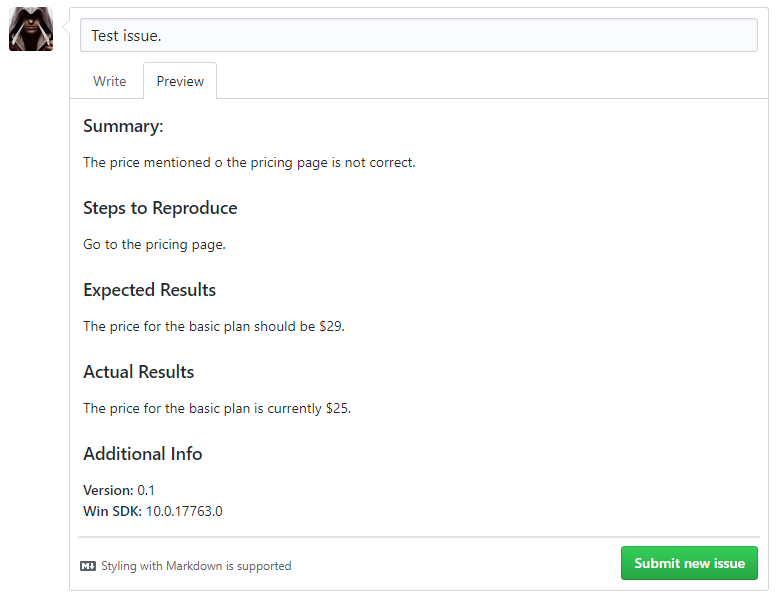 Test issue.
Write
Preview
Summary:
The price mentioned o the pricing page is not correct.
Steps to Reproduce
Go to the pricing page.
Expected Results
The price for the basic plan should be $29.
Actual Results
The price for the basic plan is currently $25.
Additional Info
Version: 0.1
Win SDK: 10.0.17763.0
M Styling with Markdown is supported
Submit new issue